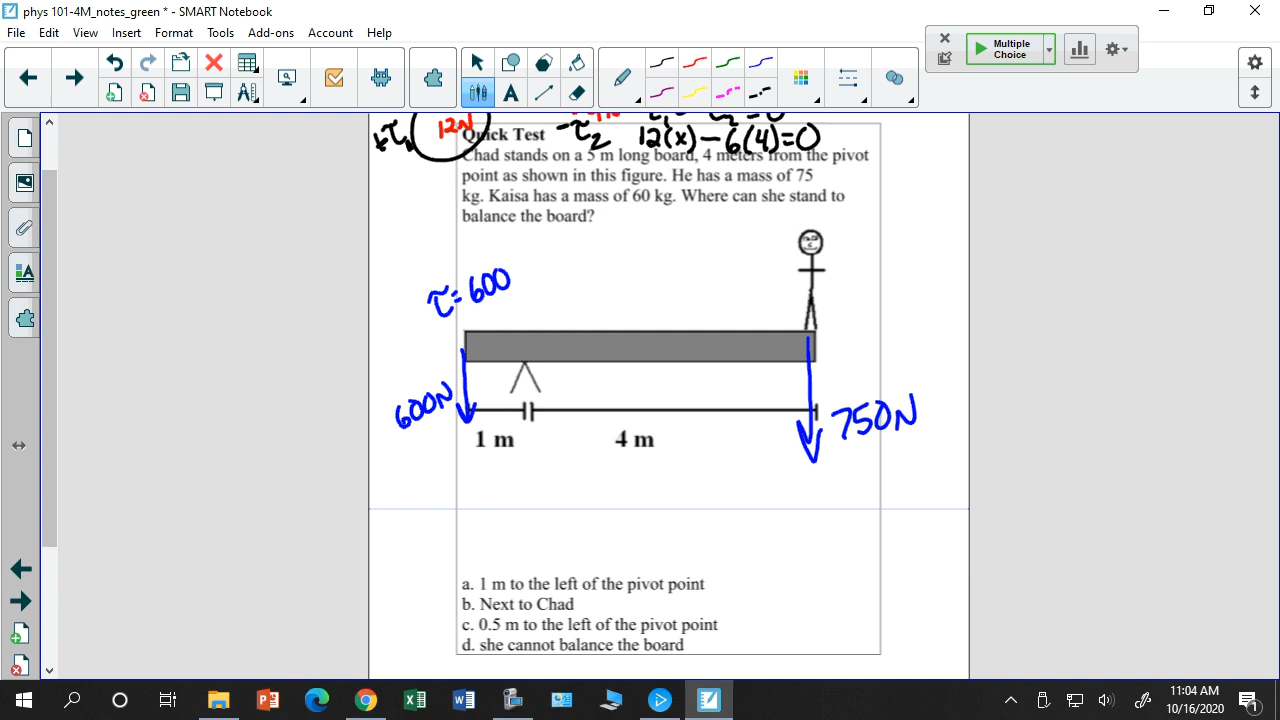 phys 101-4M_notes_green * - SMART Notebook
File Edit View Insert Format Tools Add-ons Account Help
Multiple
Choice
12N
-τ2 12(x) - 6(4)=0
Quick Test
Chad stands on a 5 m long board, 4 meters from the pivot
point as shown in this figure. He has a mass of 75
kg. Kaisa has a mass of 60 kg. Where can she stand to
balance the board?
τ=600
600N
750N
1 m 4 m
a. 1 m to the left of the pivot point
b. Next to Chad
c. 0.5 m to the left of the pivot point
d. she cannot balance the board
11:04 AM
10/16/2020
1